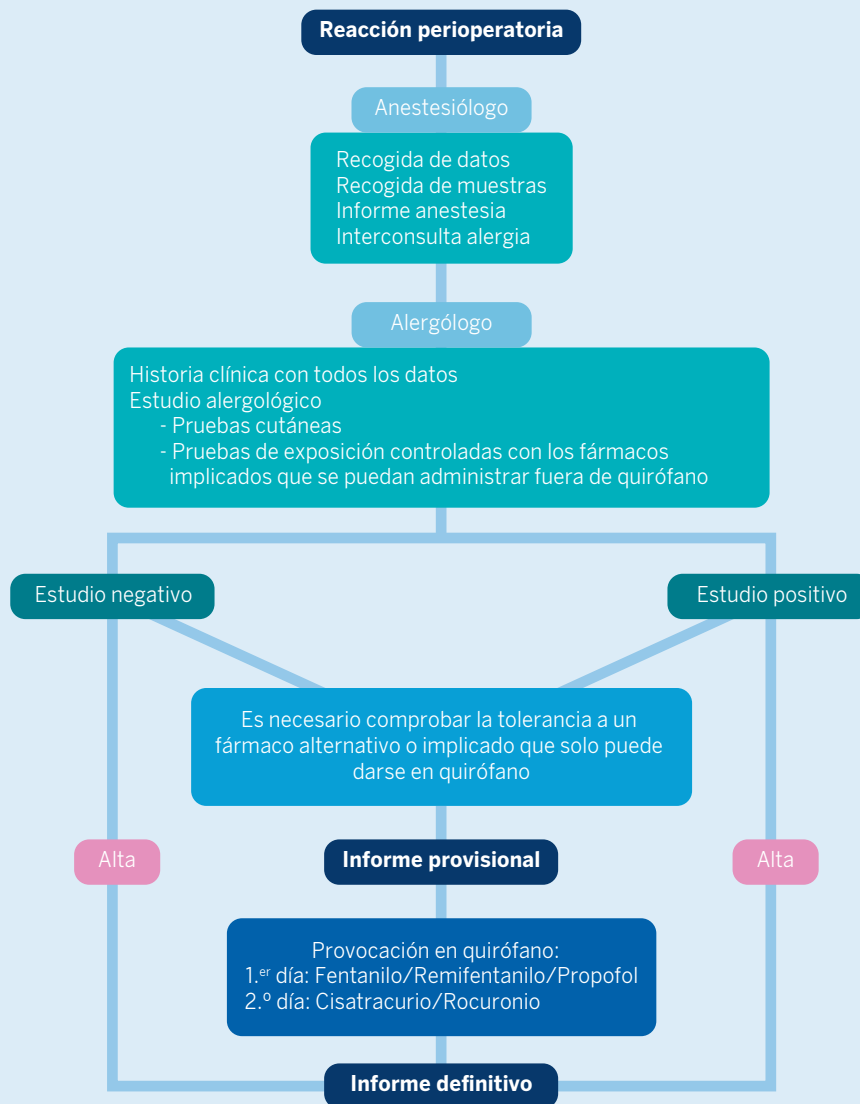 Reacción perioperatoria
Anestesiólogo
Recogida de datos
Recogida de muestras
Informe anestesia
Interconsulta alergia
Alergólogo
Historia clínica con todos los datos
Estudio alergológico
- Pruebas cutáneas
- Pruebas de exposición controladas con los fármacos
implicados que se puedan administrar fuera de quirófano
Estudio negativo
Estudio positivo
Es necesario comprobar la tolerancia a un
fármaco alternativo o implicado que solo puede
darse en quirófano
Alta
Informe provisional
Alta
Provocación en quirófano:
1.er día: Fentanilo/Remifentanilo/Propofol
2.º día: Cisatracurio/Rocuronio
Informe definitivo